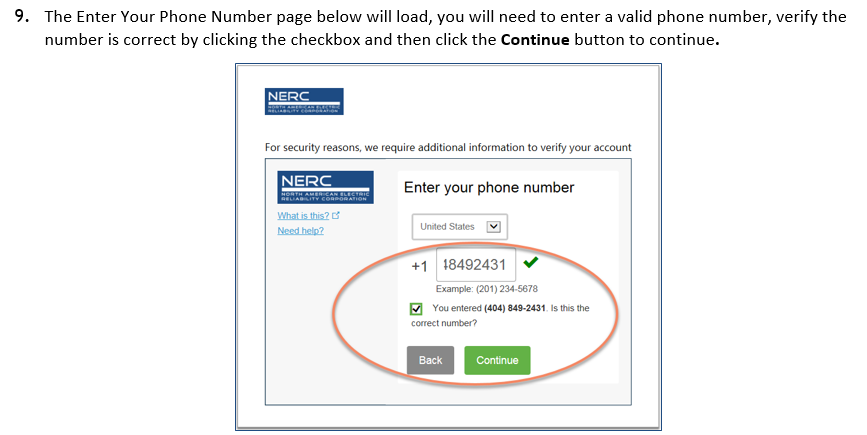 9. The Enter Your Phone Number page below will load, you will need to enter a valid phone number, verify the
number is correct by clicking the checkbox and then click the Continue button to continue.
NERC
NORTH AMERICAN ELECTRIC
RELIABILITY CORPORATION
For security reasons, we require additional information to verify your account
NERC
NORTH AMERICAN ELECTRIC
RELIABILITY CORPORATION
What is this?
Need help?
Enter your phone number
United States
+1 48492431
Example: (201) 234-5678
You entered (404) 849-2431. Is this the
correct number?
Back Continue